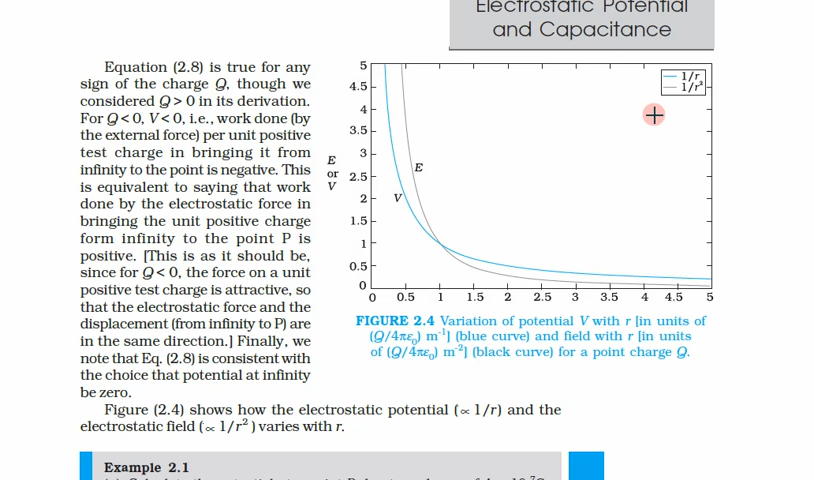 Electrostatic Potential
and Capacitance
Equation (2.8) is true for any
sign of the charge Q, though we
considered Q > 0 in its derivation.
For Q < 0, V < 0, i.e., work done (by
the external force) per unit positive
test charge in bringing it from
infinity to the point is negative. This
is equivalent to saying that work
done by the electrostatic force in
bringing the unit positive charge
form infinity to the point P is
positive. [This is as it should be,
since for Q < 0, the force on a unit
positive test charge is attractive, so
that the electrostatic force and the
displacement (from infinity to P) are
in the same direction.] Finally, we
note that Eq. (2.8) is consistent with
the choice that potential at infinity
be zero.
5
4.5
4
3.5
3
2.5
2
1.5
1
0.5
0
E
or
V
1/r
1/r²
E
V
0 0.5 1 1.5 2 2.5 3 3.5 4 4.5 5
FIGURE 2.4 Variation of potential V with r [in units of
(Q/4πε₀) m⁻¹] (blue curve) and field with r [in units
of (Q/4πε₀) m⁻²] (black curve) for a point charge Q.
Figure (2.4) shows how the electrostatic potential (∝ 1/r) and the
electrostatic field (∝ 1/r²) varies with r.
Example 2.1